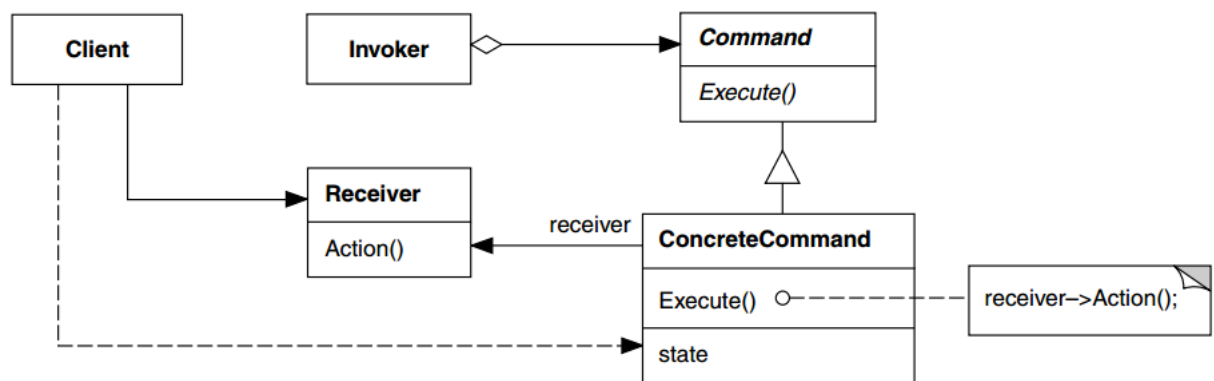 Client
Invoker
Command
Execute()
Receiver
Action()
receiver
ConcreteCommand
Execute()
receiver–>Action();
state